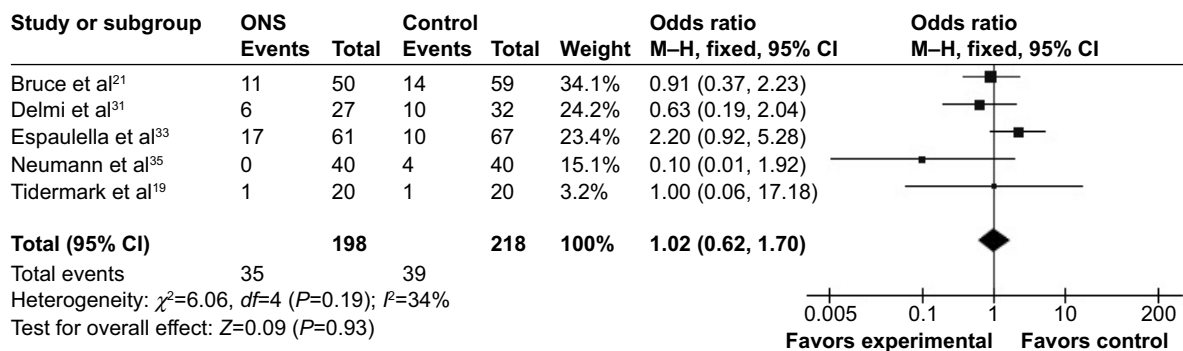 Study or subgroup ONS Control Odds ratio Odds ratio
Events Total Events Total Weight M–H, fixed, 95% CI M–H, fixed, 95% CI
Bruce et al²¹ 11 50 14 59 34.1% 0.91 (0.37, 2.23)
Delmi et al³¹ 6 27 10 32 24.2% 0.63 (0.19, 2.04)
Espaulella et al³³ 17 61 10 67 23.4% 2.20 (0.92, 5.28)
Neumann et al³⁵ 0 40 4 40 15.1% 0.10 (0.01, 1.92)
Tidermark et al¹⁹ 1 20 1 20 3.2% 1.00 (0.06, 17.18)
Total (95% CI) 198 218 100% 1.02 (0.62, 1.70)
Total events 35 39
Heterogeneity: χ²=6.06, df=4 (P=0.19); I²=34%
Test for overall effect: Z=0.09 (P=0.93)
0.005 0.1 1 10 200
Favors experimental Favors control